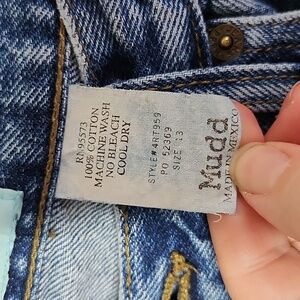 Mudd
MADE IN MEXICO
STYLE#ART959
PO 52369
SIZE 13
RN 95573
100% COTTON
MACHINE WASH
NO BLEACH
COOL DRY